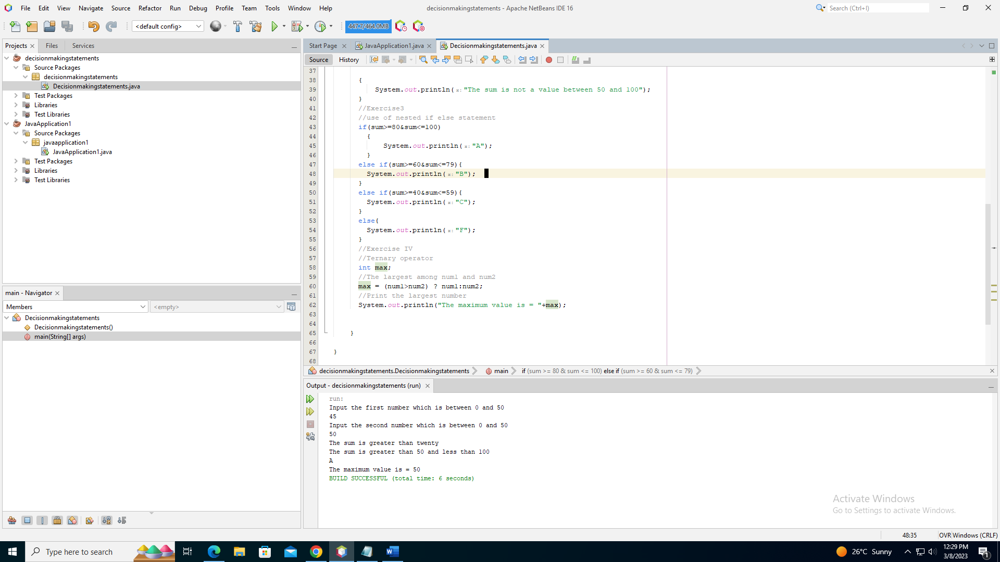 File Edit View Navigate Source Refactor Run Debug Profile Team Tools Window Help
decisionmakingstatements - Apache NetBeans IDE 16
Search (Ctrl+I)
<default config>
447.7/464.0MB
Projects Files Services
decisionmakingstatements
Source Packages
decisionmakingstatements
Decisionmakingstatements.java
Test Packages
Libraries
Test Libraries
JavaApplication1
Source Packages
javaapplication1
JavaApplication1.java
Test Packages
Libraries
Test Libraries
main - Navigator
Members
<empty>
Decisionmakingstatements
Decisionmakingstatements()
main(String[] args)
Start Page JavaApplication1.java Decisionmakingstatements.java
Source History
37
38 {
39 System.out.println(x:"The sum is not a value between 50 and 100");
40 }
41 //Exercise3
42 //use of nested if else statement
43 if(sum>=80&sum<=100)
44 {
45 System.out.println(x:"A");
46 }
47 else if(sum>=60&sum<=79){
48 System.out.println(x:"B");
49 }
50 else if(sum>=40&sum<=59){
51 System.out.println(x:"C");
52 }
53 else{
54 System.out.println(x:"F");
55 }
56 //Exercise IV
57 //Ternary operator
58 int max;
59 //The largest among num1 and num2
60 max = (num1>num2) ? num1:num2;
61 //Print the largest number
62 System.out.println("The maximum value is = "+max);
63
64
65 }
66
67 }
68
decisionmakingstatements.Decisionmakingstatements main if (sum >= 80 & sum <= 100) else if (sum >= 60 & sum <= 79)
Output - decisionmakingstatements (run)
run:
Input the first number which is between 0 and 50
45
Input the second number which is between 0 and 50
50
The sum is greater than twenty
The sum is greater than 50 and less than 100
A
The maximum value is = 50
BUILD SUCCESSFUL (total time: 6 seconds)
Activate Windows
Go to Settings to activate Windows.
48:35 OVR Windows (CRLF)
Type here to search
26°C Sunny
12:29 PM
3/8/2023
1